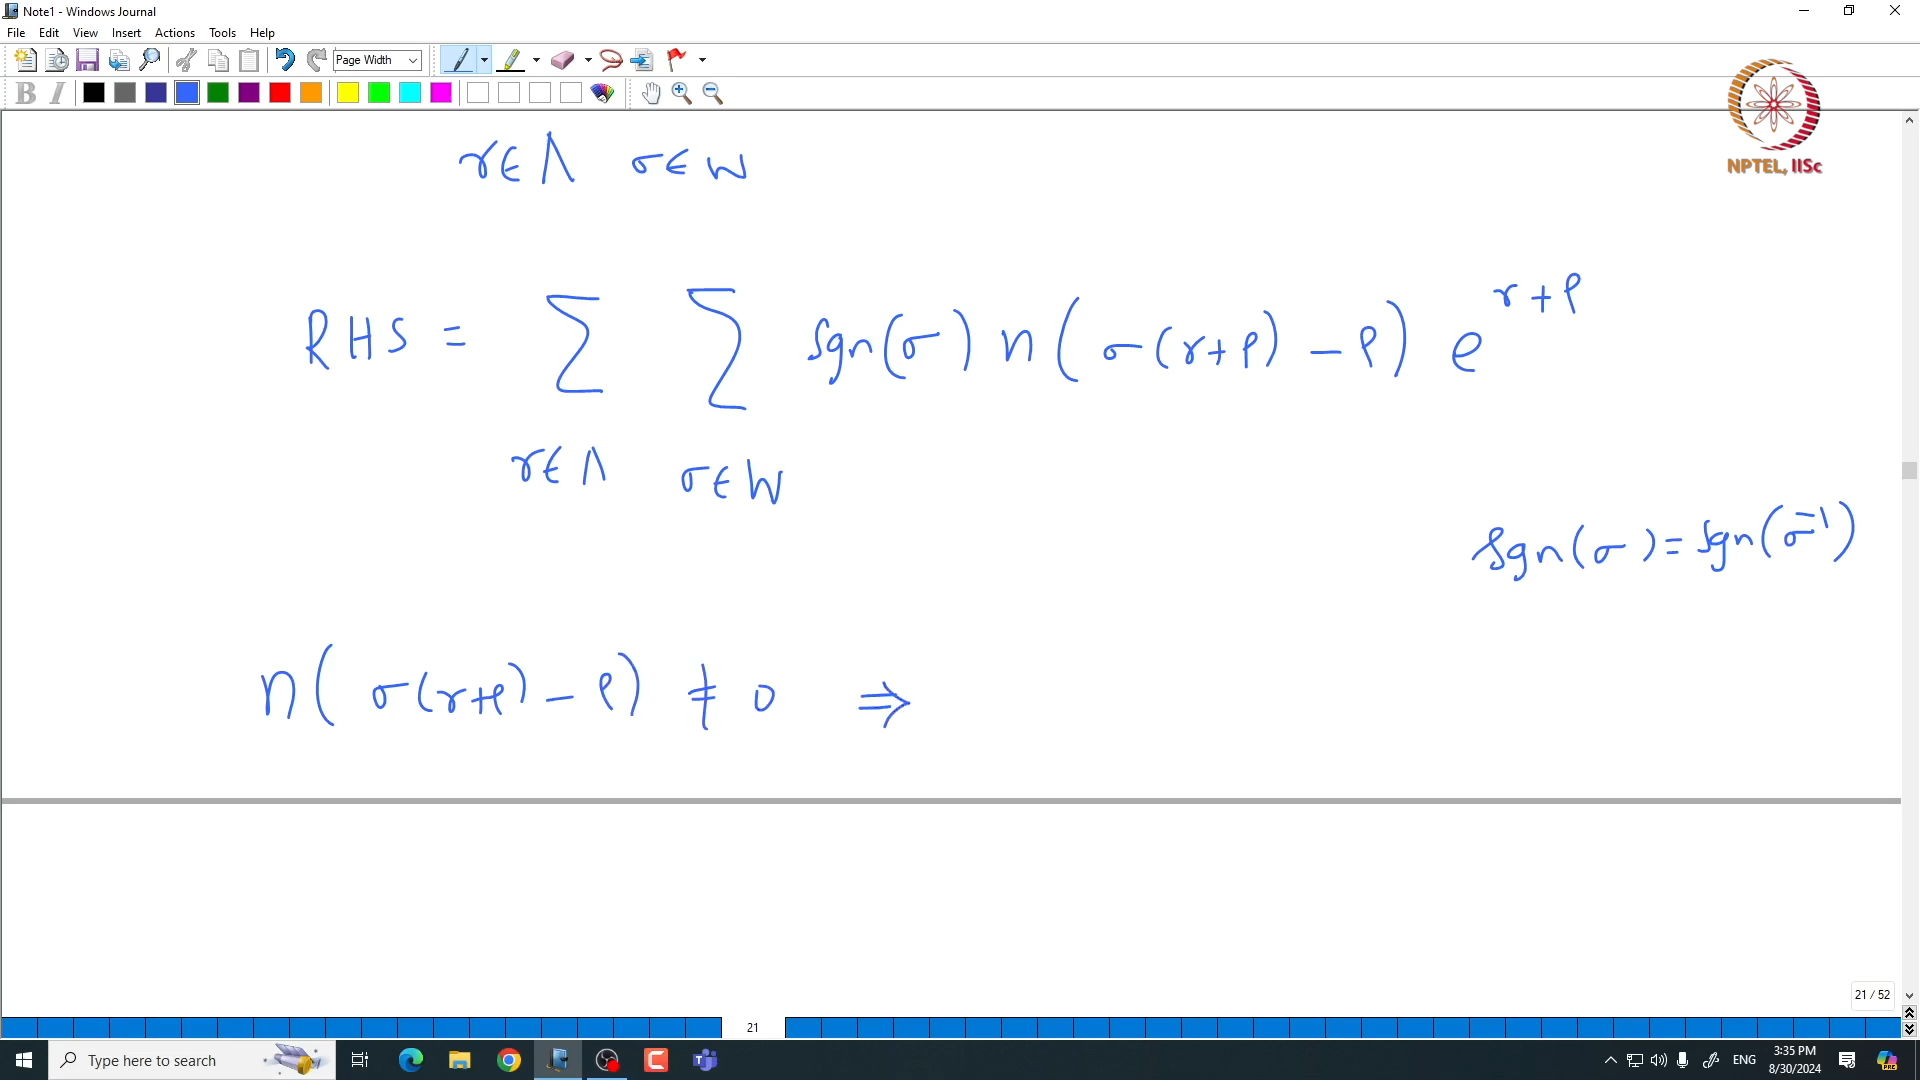 Note1 - Windows Journal
File Edit View Insert Actions Tools Help
Page Width
B I
NPTEL, IISc
r∈Λ σ∈W
RHS = ∑ ∑ sgn(σ) n(σ(r+ρ) − ρ) e^{r+ρ}
r∈Λ σ∈W
sgn(σ) = sgn(σ^{-1})
n(σ(r+ρ) − ρ) ≠ 0 ⇒
21 / 52
21
Type here to search
ENG
3:35 PM
8/30/2024